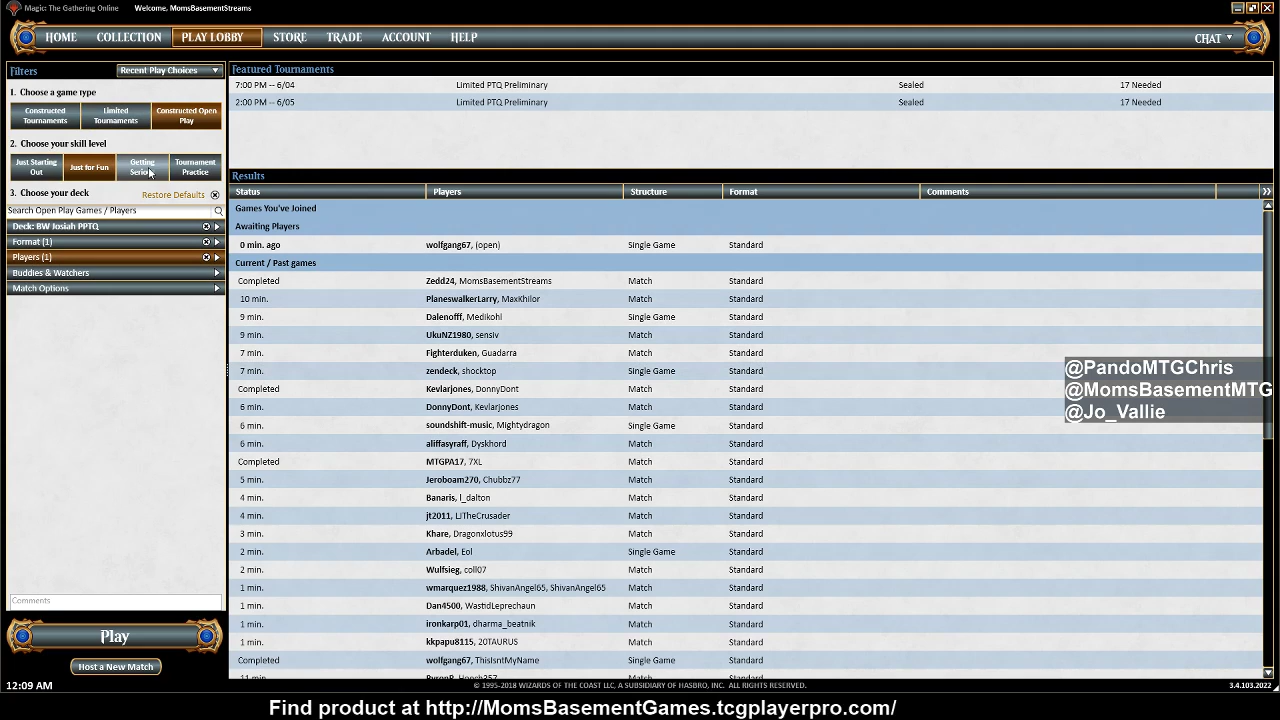 Magic: The Gathering Online Welcome, MomsBasementStreams
HOME COLLECTION PLAY LOBBY STORE TRADE ACCOUNT HELP CHAT
Filters Recent Play Choices
1. Choose a game type
Constructed Tournaments Limited Tournaments Constructed Open Play
2. Choose your skill level
Just Starting Out Just for Fun Getting Serious Tournament Practice
3. Choose your deck Restore Defaults
Search Open Play Games / Players
Deck: BW Josiah PPTQ
Format (1)
Players (1)
Buddies & Watchers
Match Options
Comments
Play
Host a New Match
12:09 AM
Featured Tournaments
7:00 PM -- 6/04 Limited PTQ Preliminary Sealed 17 Needed
2:00 PM -- 6/05 Limited PTQ Preliminary Sealed 17 Needed
Results
Status Players Structure Format Comments
Games You've Joined
Awaiting Players
0 min. ago wolfgang67, (open) Single Game Standard
Current / Past games
Completed Zedd24, MomsBasementStreams Match Standard
10 min. PlaneswalkerLarry, MaxKhilor Match Standard
9 min. Dalenofff, Medikohl Single Game Standard
9 min. UkuNZ1980, sensiv Match Standard
7 min. Fighterduken, Guadarra Match Standard
7 min. zendeck, shocktop Single Game Standard
Completed Kevlarjones, DonnyDont Match Standard
6 min. DonnyDont, Kevlarjones Match Standard
6 min. soundshift-music, Mightydragon Single Game Standard
6 min. aliffasyraff, Dyskhord Match Standard
Completed MTGPA17, 7XL Match Standard
5 min. Jeroboam270, Chubbz77 Match Standard
4 min. Banaris, l_dalton Match Standard
4 min. jt2011, LJTheCrusader Match Standard
3 min. Khare, Dragonxlotus99 Match Standard
2 min. Arbadel, Eol Single Game Standard
2 min. Wulfsieg, coll07 Match Standard
1 min. wmarquez1988, ShivanAngel65, ShivanAngel65 Match Standard
1 min. Dan4500, WastidLeprechaun Match Standard
1 min. ironkarp01, dharma_beatnik Match Standard
1 min. kkpapu8115, 20TAURUS Match Standard
Completed wolfgang67, ThisIsntMyName Single Game Standard
11 min. Match Standard
@PandoMTGChris
@MomsBasementMTG
@Jo_Vallie
© 1995-2018 WIZARDS OF THE COAST LLC, A SUBSIDIARY OF HASBRO, INC. ALL RIGHTS RESERVED.
3.4.103.2022
Find product at http://MomsBasementGames.tcgplayerpro.com/